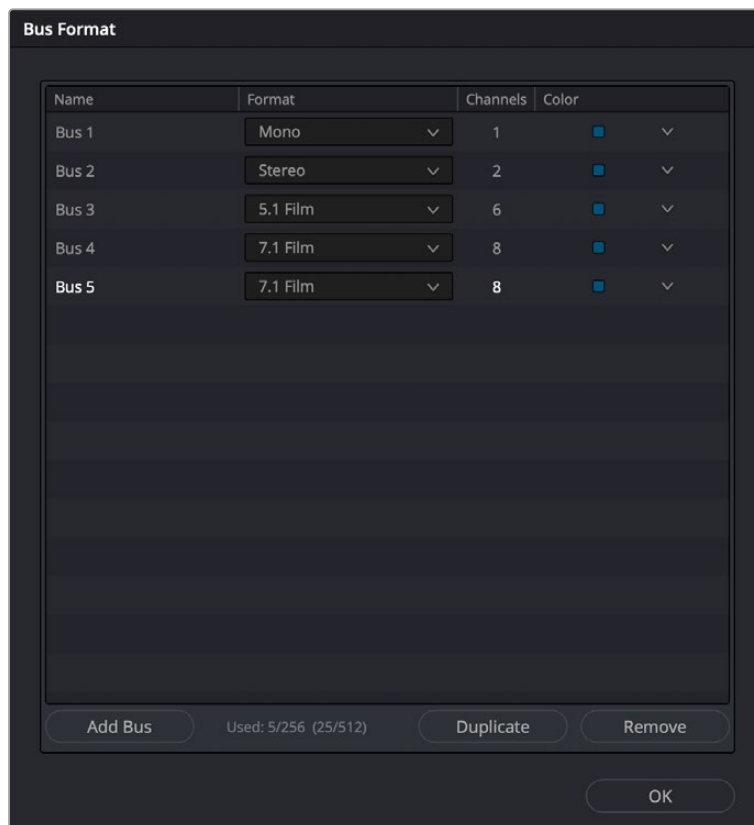 Bus Format
Name Format Channels Color
Bus 1 Mono 1
Bus 2 Stereo 2
Bus 3 5.1 Film 6
Bus 4 7.1 Film 8
Bus 5 7.1 Film 8
Add Bus Used: 5/256 (25/512) Duplicate Remove
OK